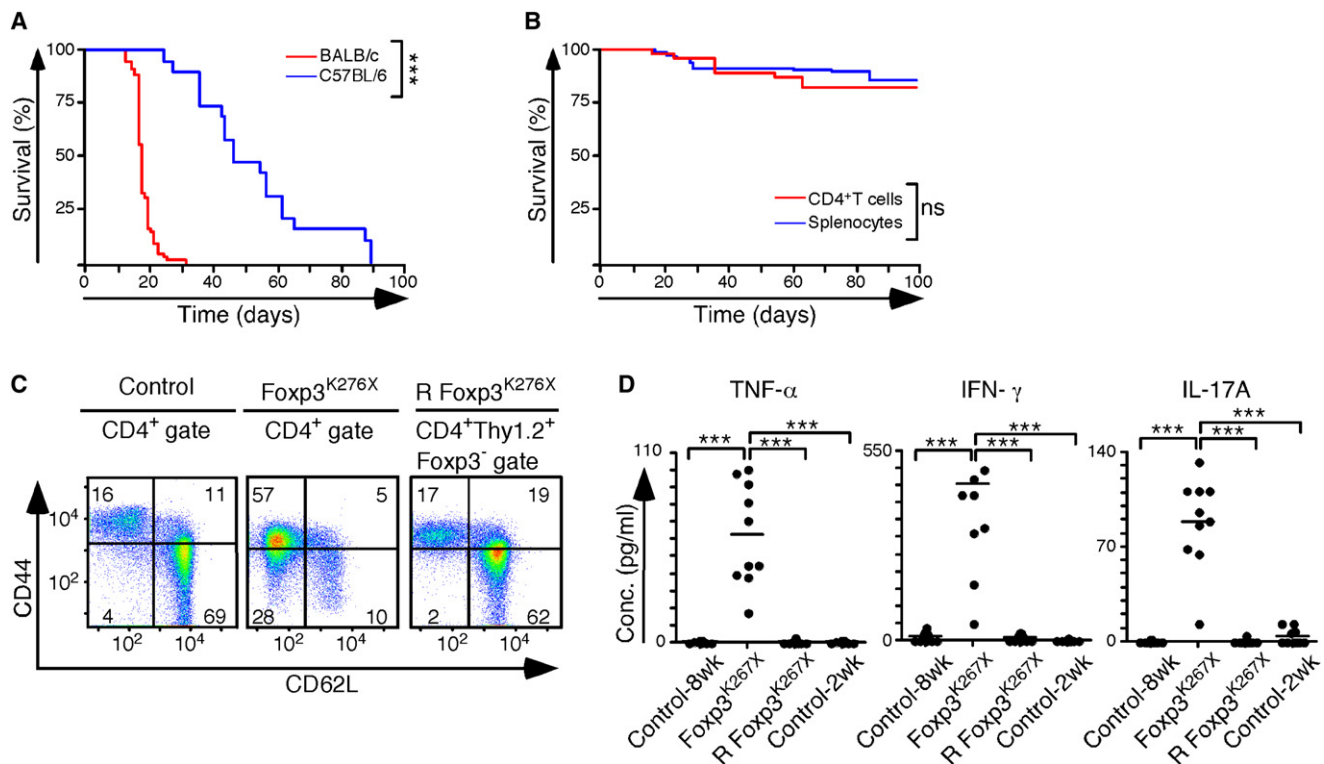 A
Survival (%)
100
75
50
25
0 20 40 60 80 100
Time (days)
BALB/c
C57BL/6
***
B
Survival (%)
100
75
50
25
0 20 40 60 80 100
Time (days)
CD4⁺T cells
Splenocytes
ns
C
Control
CD4⁺ gate
Foxp3ᴷ²⁷⁶ˣ
CD4⁺ gate
R Foxp3ᴷ²⁷⁶ˣ
CD4⁺Thy1.2⁺
Foxp3⁻ gate
16 11
4 69
57 5
28 10
17 19
2 62
10⁴
10²
10² 10⁴
10² 10⁴
10² 10⁴
CD44
CD62L
D
TNF-α
*** *** ***
110
0
Conc. (pg/ml)
Control-8wk
Foxp3ᴷ²⁶⁷ˣ
R Foxp3ᴷ²⁶⁷ˣ
Control-2wk
IFN- γ
*** *** ***
550
0
Control-8wk
Foxp3ᴷ²⁶⁷ˣ
R Foxp3ᴷ²⁶⁷ˣ
Control-2wk
IL-17A
*** *** ***
140
70
0
Control-8wk
Foxp3ᴷ²⁶⁷ˣ
R Foxp3ᴷ²⁶⁷ˣ
Control-2wk